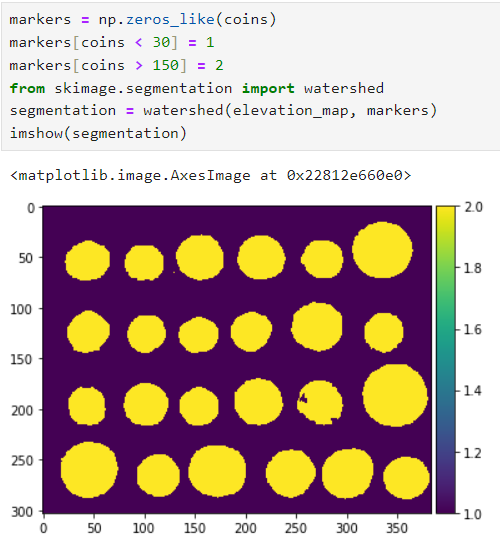 markers = np.zeros_like(coins)
markers[coins < 30] = 1
markers[coins > 150] = 2
from skimage.segmentation import watershed
segmentation = watershed(elevation_map, markers)
imshow(segmentation)
<matplotlib.image.AxesImage at 0x22812e660e0>
0
50
100
150
200
250
300
0 50 100 150 200 250 300 350
2.0
1.8
1.6
1.4
1.2
1.0